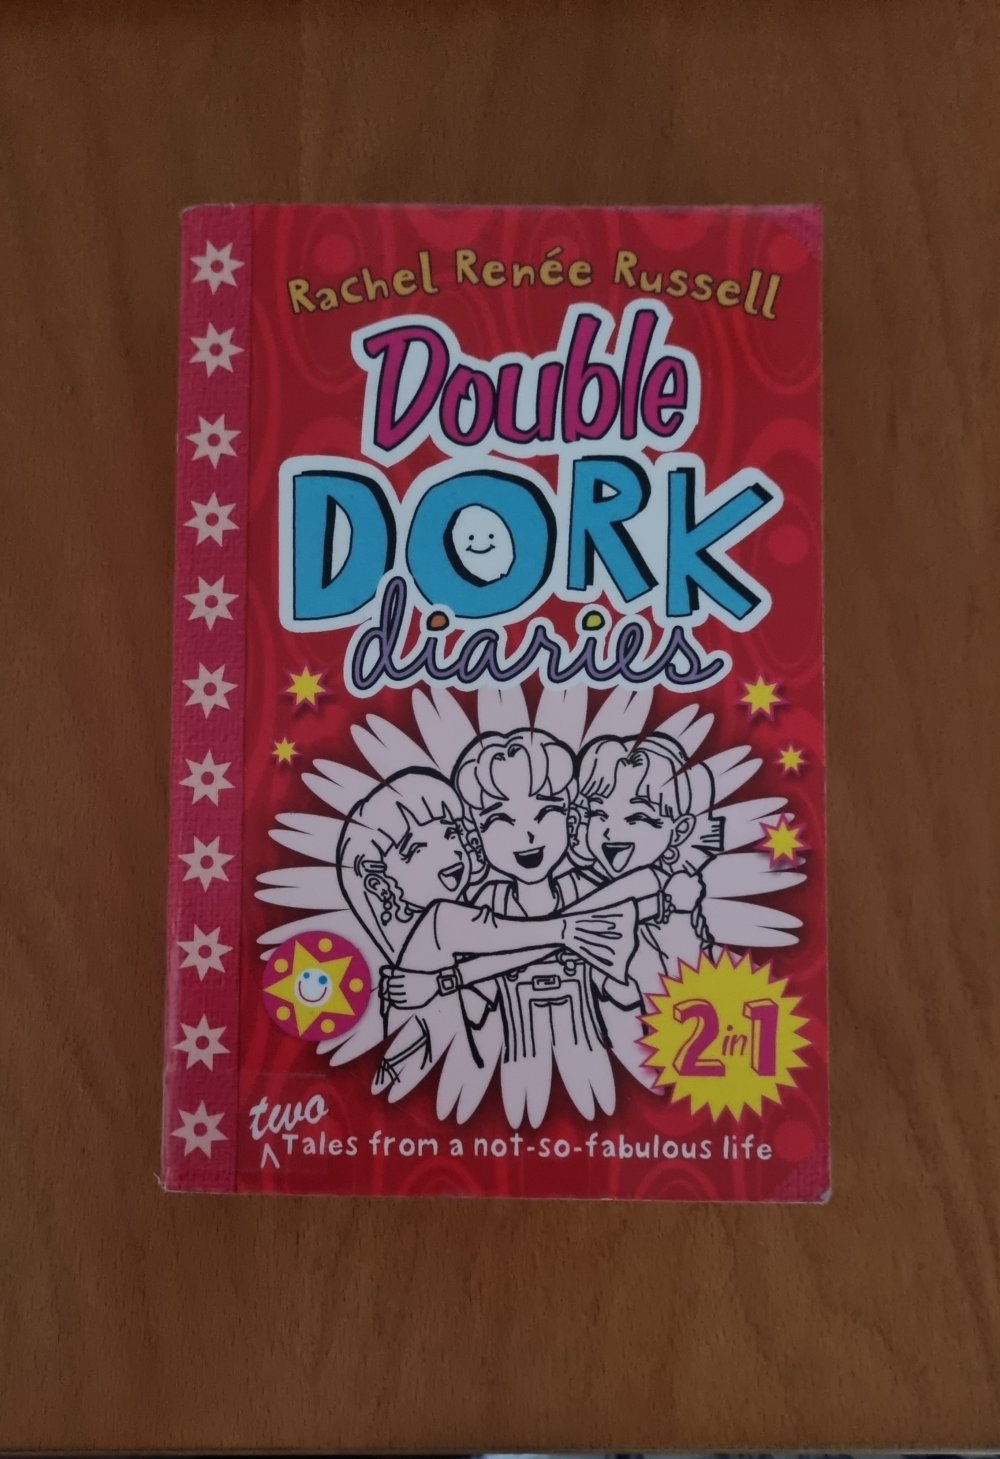 Rachel Renée Russell
Double
DORK
diaries
2 in 1
two
Tales from a not-so-fabulous life